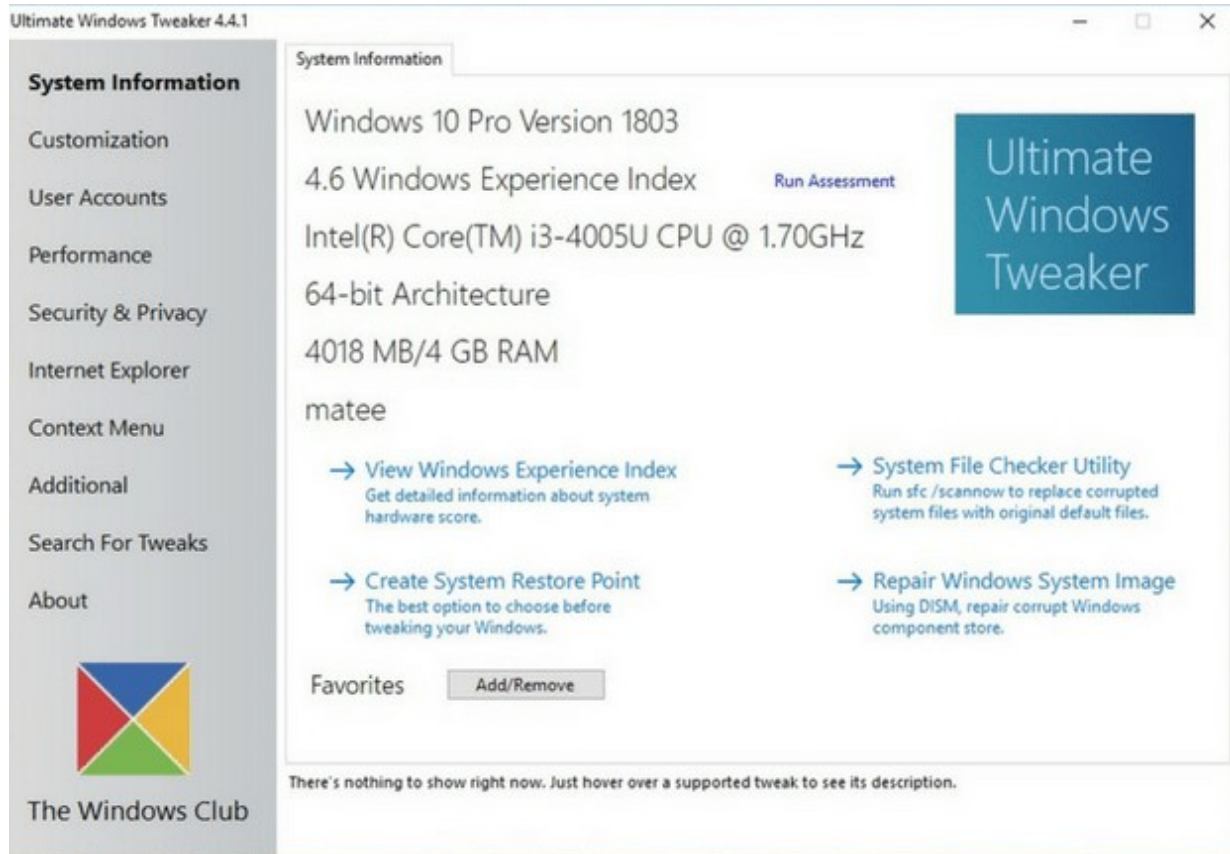 Ultimate Windows Tweaker 4.4.1
System Information
Customization
User Accounts
Performance
Security & Privacy
Internet Explorer
Context Menu
Additional
Search For Tweaks
About
The Windows Club
System Information
Windows 10 Pro Version 1803
4.6 Windows Experience Index
Run Assessment
Intel(R) Core(TM) i3-4005U CPU @ 1.70GHz
64-bit Architecture
4018 MB/4 GB RAM
matee
Ultimate
Windows
Tweaker
View Windows Experience Index
Get detailed information about system
hardware score.
System File Checker Utility
Run sfc /scannow to replace corrupted
system files with original default files.
Create System Restore Point
The best option to choose before
tweaking your Windows.
Repair Windows System Image
Using DISM, repair corrupt Windows
component store.
Favorites
Add/Remove
There's nothing to show right now. Just hover over a supported tweak to see its description.